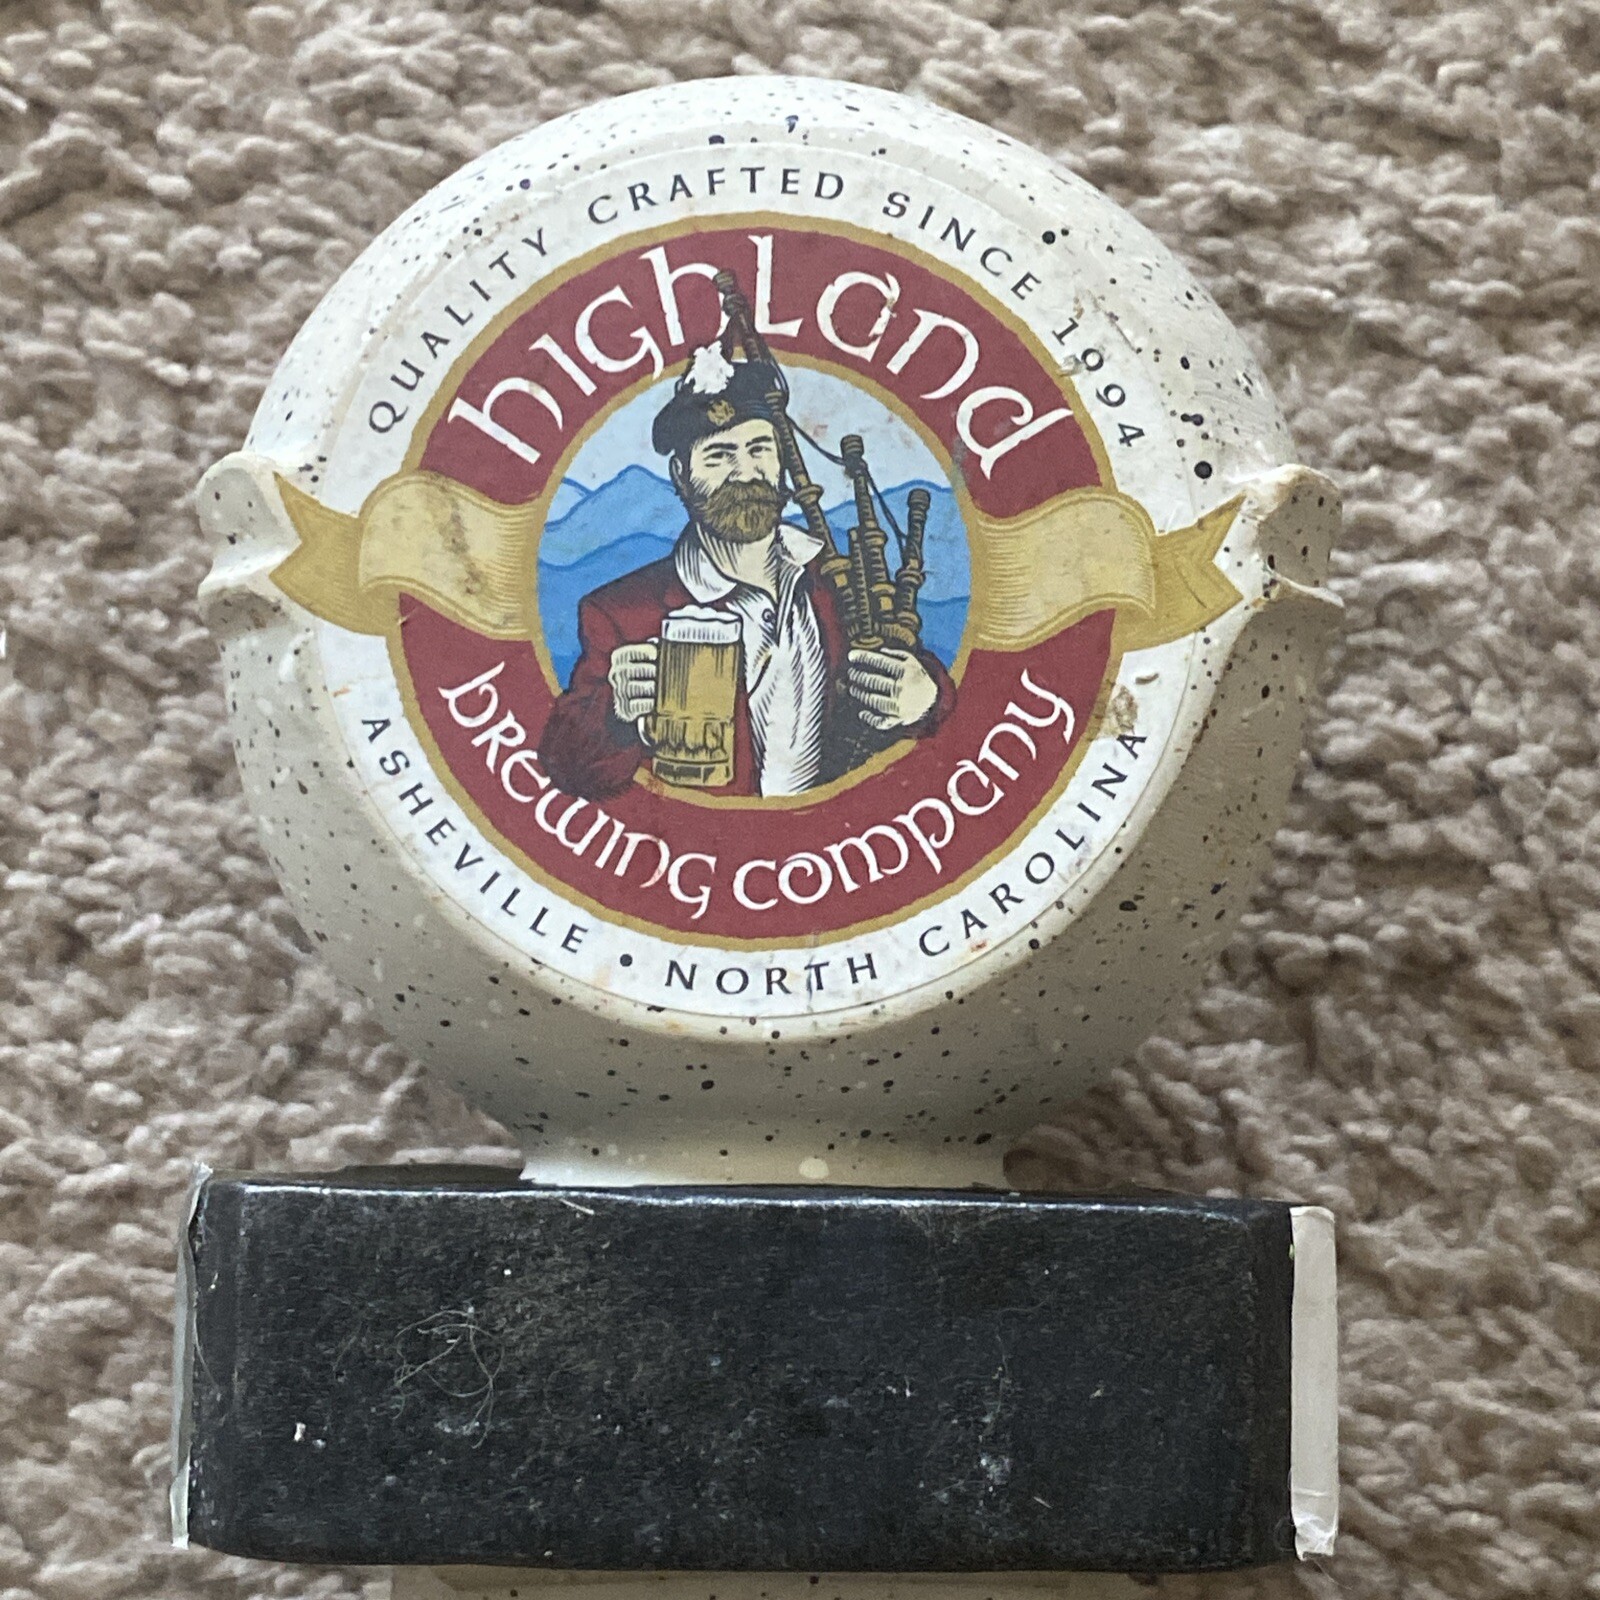 QUALITY CRAFTED SINCE 1994
highland
brewing company
ASHEVILLE • NORTH CAROLINA